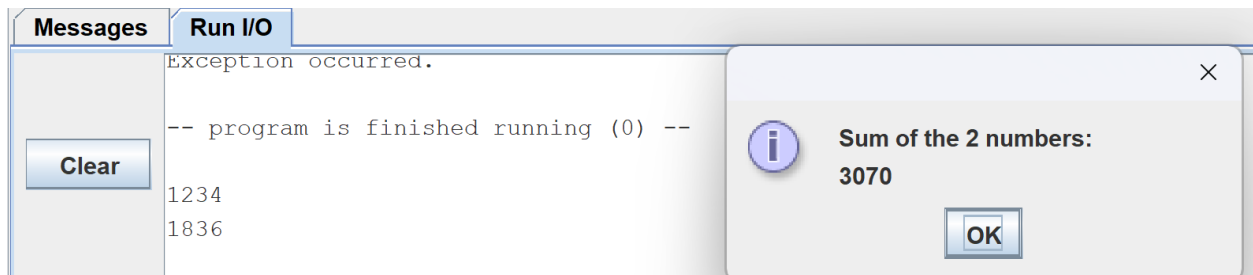 Messages
Run I/O
Exception occurred.
-- program is finished running (0) --
Clear
1234
1836
Sum of the 2 numbers:
3070
OK